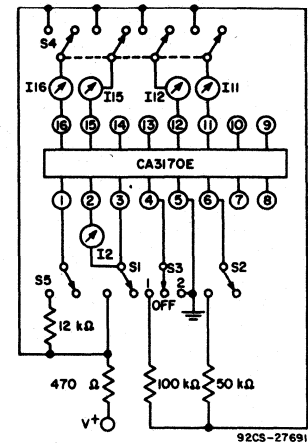 S4
I16
I15
I12
I11
16 15 14 13 12 11 10 9
CA3170E
1 2 3 4 5 6 7 8
I2
S5
S1
S3
S2
1
2
OFF
12 kΩ
470 Ω
100 kΩ
50 kΩ
V+
92CS-27691